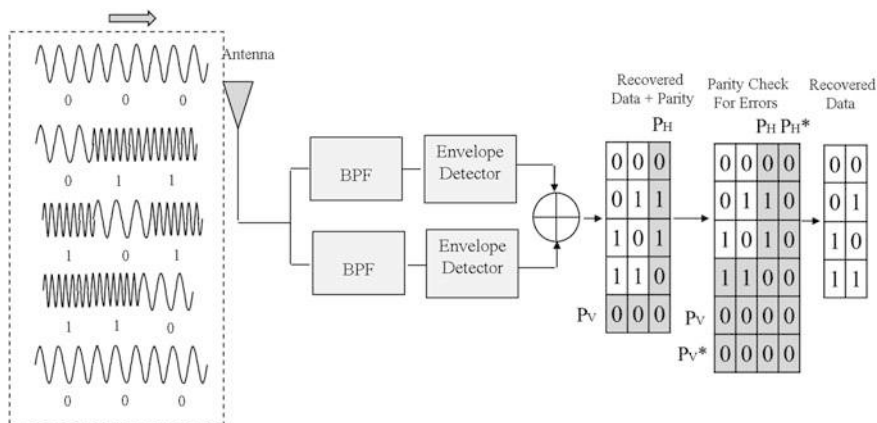 Antenna
0 0 0
0 1 1
1 0 1
1 1 0
0 0 0
BPF
Envelope
Detector
BPF
Envelope
Detector
Recovered
Data + Parity
PH
0 0 0
0 1 1
1 0 1
1 1 0
PV 0 0 0
Parity Check
For Errors
PH PH*
0 0 0 0
0 1 1 0
1 0 1 0
1 1 0 0
PV 0 0 0 0
PV* 0 0 0 0
Recovered
Data
0 0
0 1
1 0
1 1